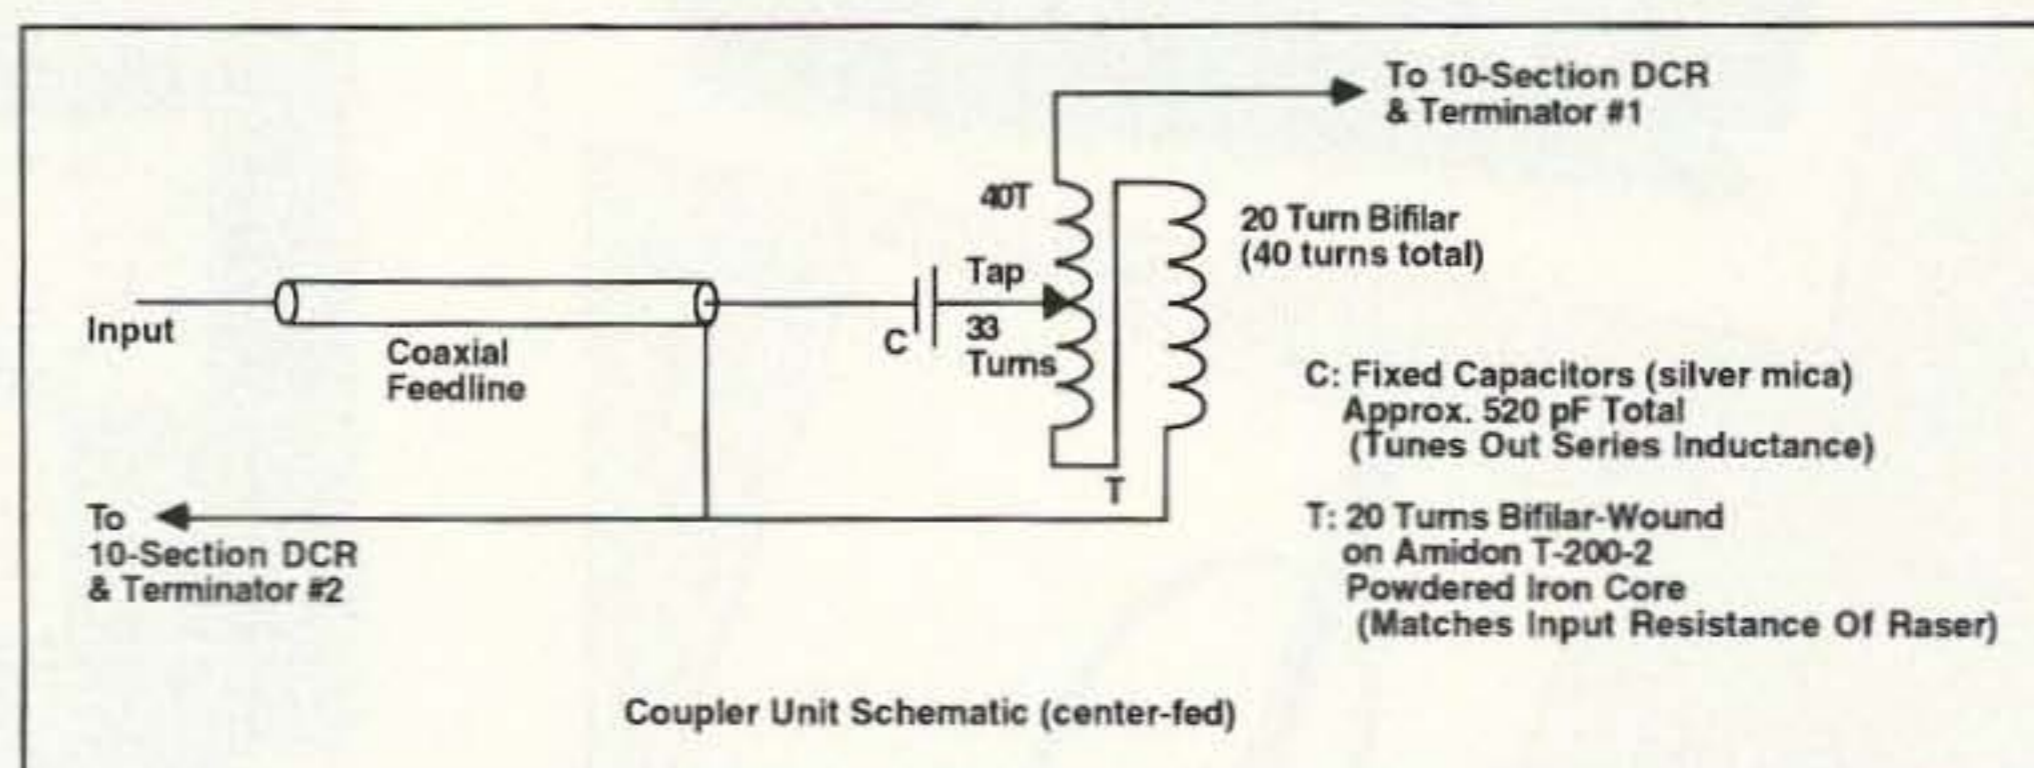 To 10-Section DCR
& Terminator #1
40T
20 Turn Bifilar
(40 turns total)
Tap
Input
C
33
Turns
Coaxial
Feedline
C: Fixed Capacitors (silver mica)
Approx. 520 pF Total
(Tunes Out Series Inductance)
T
To
10-Section DCR
& Terminator #2
T: 20 Turns Bifilar-Wound
on Amidon T-200-2
Powdered Iron Core
(Matches Input Resistance Of Raser)
Coupler Unit Schematic (center-fed)